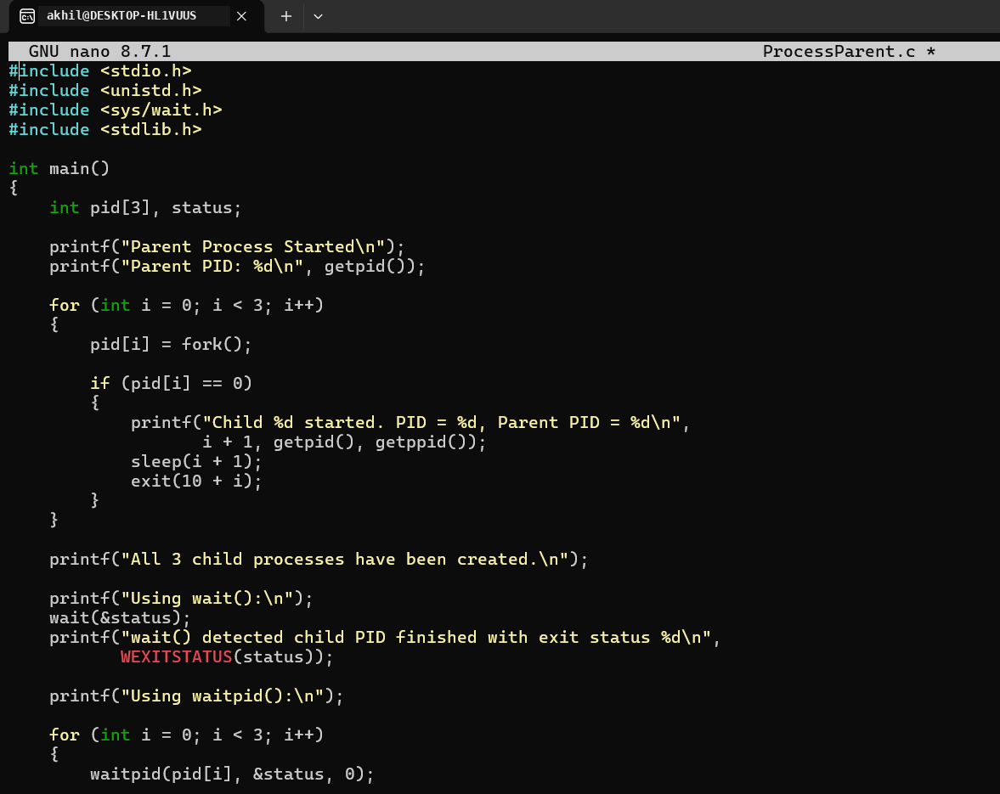 akhil@DESKTOP-HL1VUUS
GNU nano 8.7.1 ProcessParent.c *
#include <stdio.h>
#include <unistd.h>
#include <sys/wait.h>
#include <stdlib.h>

int main()
{
    int pid[3], status;

    printf("Parent Process Started\n");
    printf("Parent PID: %d\n", getpid());

    for (int i = 0; i < 3; i++)
    {
        pid[i] = fork();

        if (pid[i] == 0)
        {
            printf("Child %d started. PID = %d, Parent PID = %d\n",
                   i + 1, getpid(), getppid());
            sleep(i + 1);
            exit(10 + i);
        }
    }

    printf("All 3 child processes have been created.\n");

    printf("Using wait():\n");
    wait(&status);
    printf("wait() detected child PID finished with exit status %d\n",
           WEXITSTATUS(status));

    printf("Using waitpid():\n");

    for (int i = 0; i < 3; i++)
    {
        waitpid(pid[i], &status, 0);